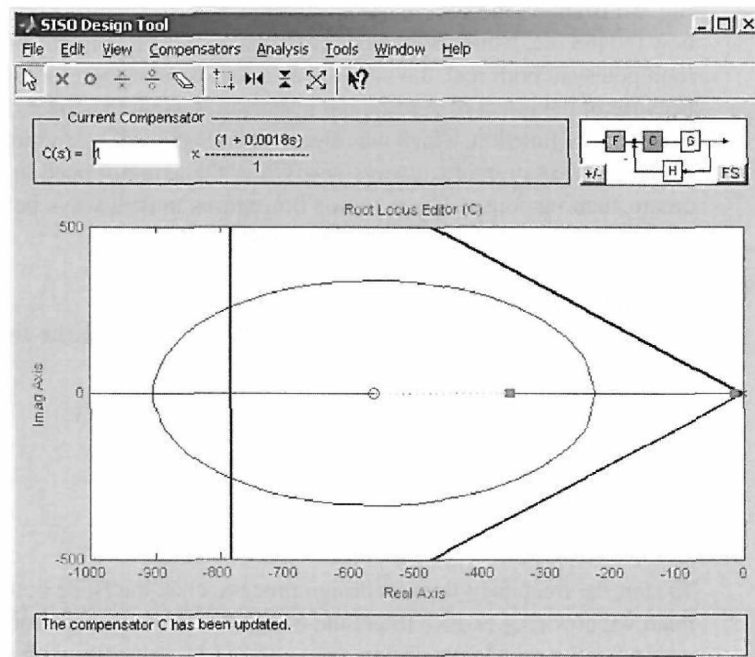 SISO Design Tool
File Edit View Compensators Analysis Tools Window Help
Current Compensator
C(s) = 1 x (1 + 0.0018s)
1
F C G
H
+/- FS
Root Locus Editor (C)
500
0
-500
Imag Axis
-1000 -900 -800 -700 -600 -500 -400 -300 -200 -100 0
Real Axis
The compensator C has been updated.